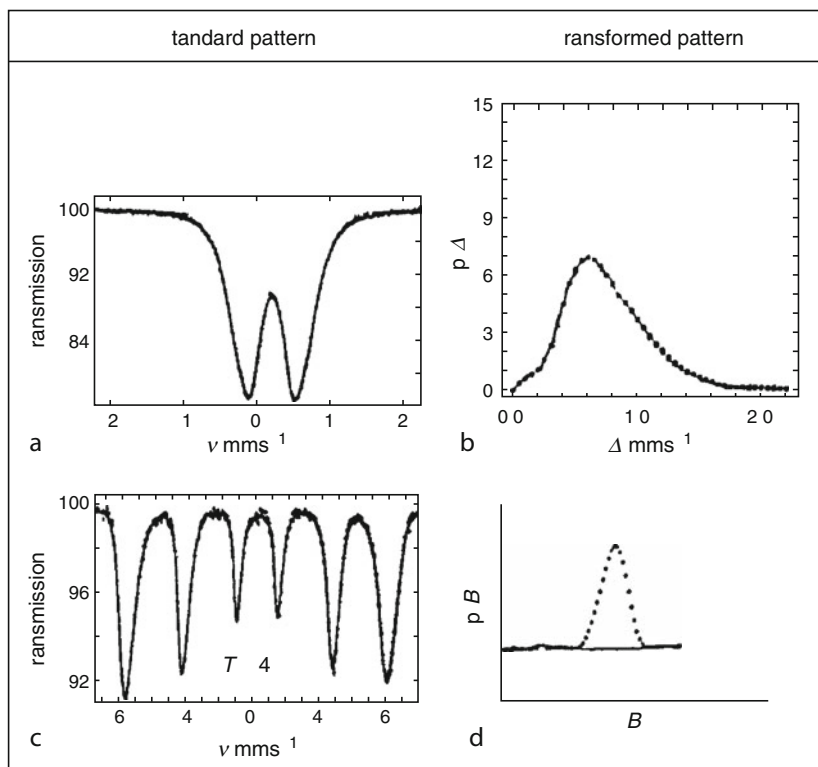 tandard pattern
ransformed pattern
100
92
84
ransmission
2 1 0 1 2
ν mms 1
a
15
12
9
6
3
0
p Δ
0 0 1 0 2 0
Δ mms 1
b
100
96
92
ransmission
T 4
6 4 1 0 4 6
ν mms 1
c
p B
B
d